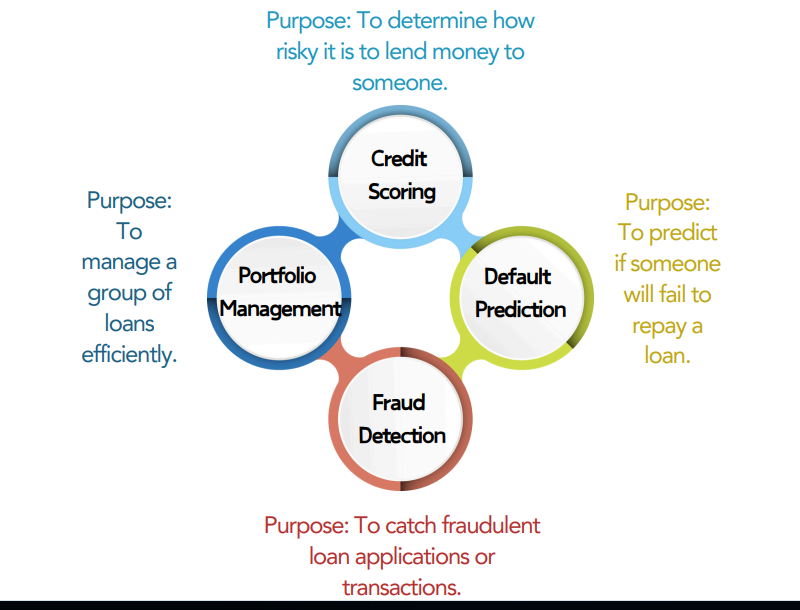 Purpose: To determine how
risky it is to lend money to
someone.
Credit
Scoring
Purpose:
To
manage a
group of
loans
efficiently.
Portfolio
Management
Default
Prediction
Purpose:
To predict
if someone
will fail to
repay a
loan.
Fraud
Detection
Purpose: To catch fraudulent
loan applications or
transactions.